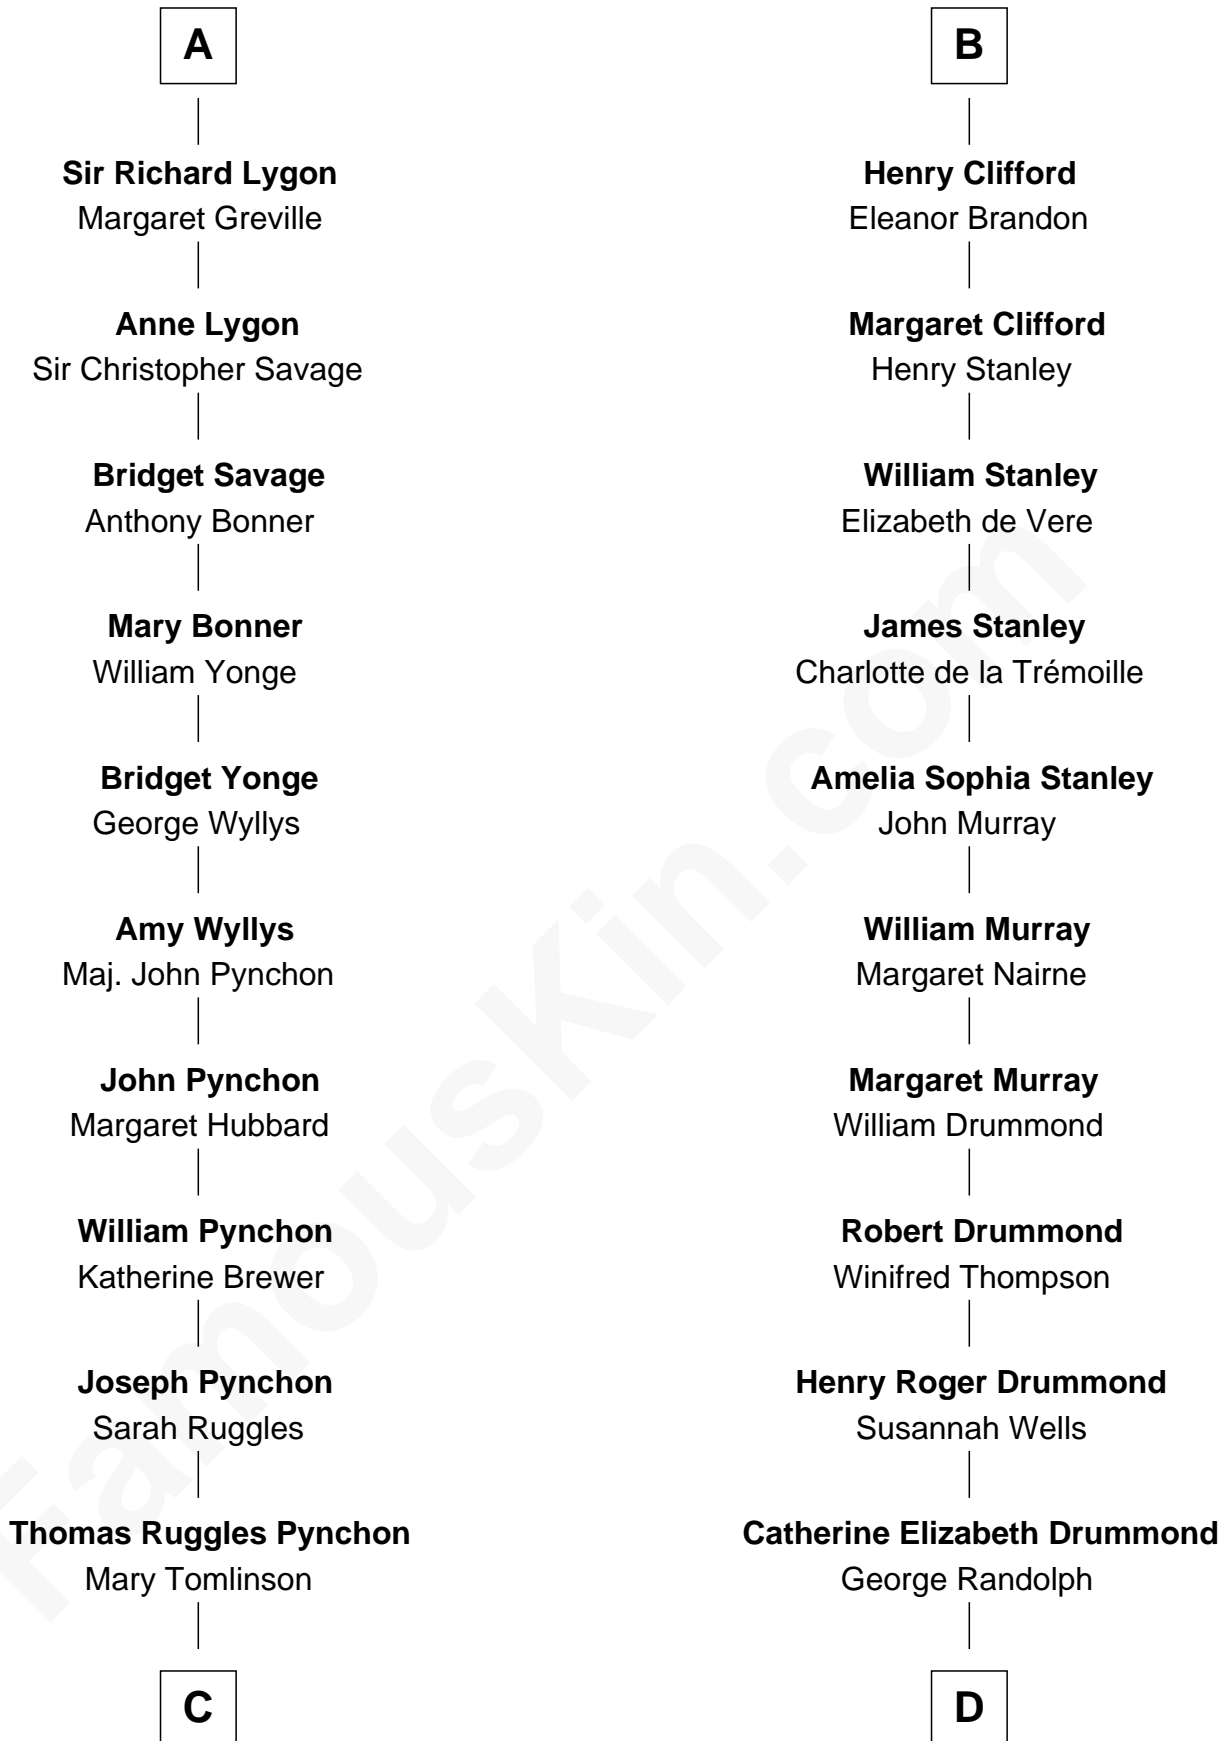 A
Sir Richard Lygon
Margaret Greville
Anne Lygon
Sir Christopher Savage
Bridget Savage
Anthony Bonner
Mary Bonner
William Yonge
Bridget Yonge
George Wyllys
Amy Wyllys
Maj. John Pynchon
John Pynchon
Margaret Hubbard
William Pynchon
Katherine Brewer
Joseph Pynchon
Sarah Ruggles
Thomas Ruggles Pynchon
Mary Tomlinson
C
B
Henry Clifford
Eleanor Brandon
Margaret Clifford
Henry Stanley
William Stanley
Elizabeth de Vere
James Stanley
Charlotte de la Trémoille
Amelia Sophia Stanley
John Murray
William Murray
Margaret Nairne
Margaret Murray
William Drummond
Robert Drummond
Winifred Thompson
Henry Roger Drummond
Susannah Wells
Catherine Elizabeth Drummond
George Randolph
D
FamousKin.com